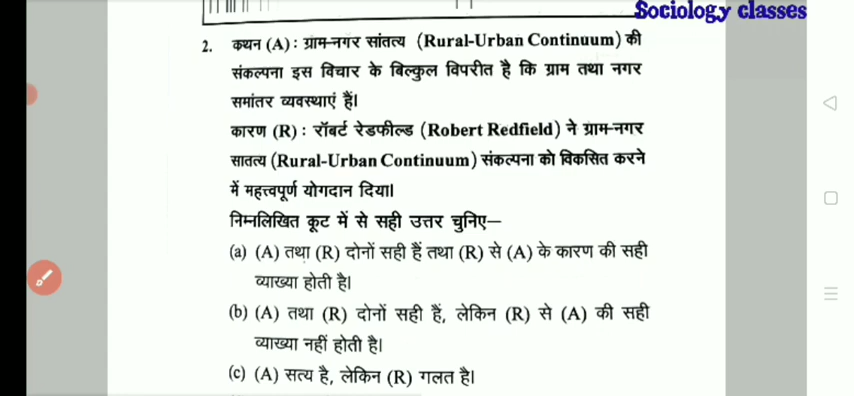 Sociology classes
2. कथन (A) : ग्राम-नगर सांतत्य (Rural-Urban Continuum) की
संकल्पना इस विचार के बिल्कुल विपरीत है कि ग्राम तथा नगर
समांतर व्यवस्थाएं हैं।
कारण (R) : रॉबर्ट रेडफील्ड (Robert Redfield) ने ग्राम-नगर
सातत्य (Rural-Urban Continuum) संकल्पना को विकसित करने
में महत्त्वपूर्ण योगदान दिया।
निम्नलिखित कूट में से सही उत्तर चुनिए—
(a) (A) तथा (R) दोनों सही हैं तथा (R) से (A) के कारण की सही
व्याख्या होती है।
(b) (A) तथा (R) दोनों सही हैं, लेकिन (R) से (A) की सही
व्याख्या नहीं होती है।
(c) (A) सत्य है, लेकिन (R) गलत है।